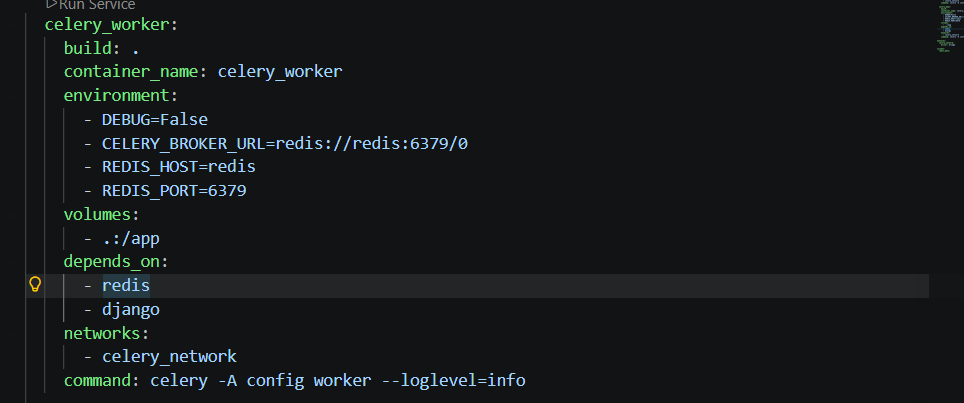 Run Service
celery_worker:
build: .
container_name: celery_worker
environment:
- DEBUG=False
- CELERY_BROKER_URL=redis://redis:6379/0
- REDIS_HOST=redis
- REDIS_PORT=6379
volumes:
- .:/app
depends_on:
- redis
- django
networks:
- celery_network
command: celery -A config worker --loglevel=info